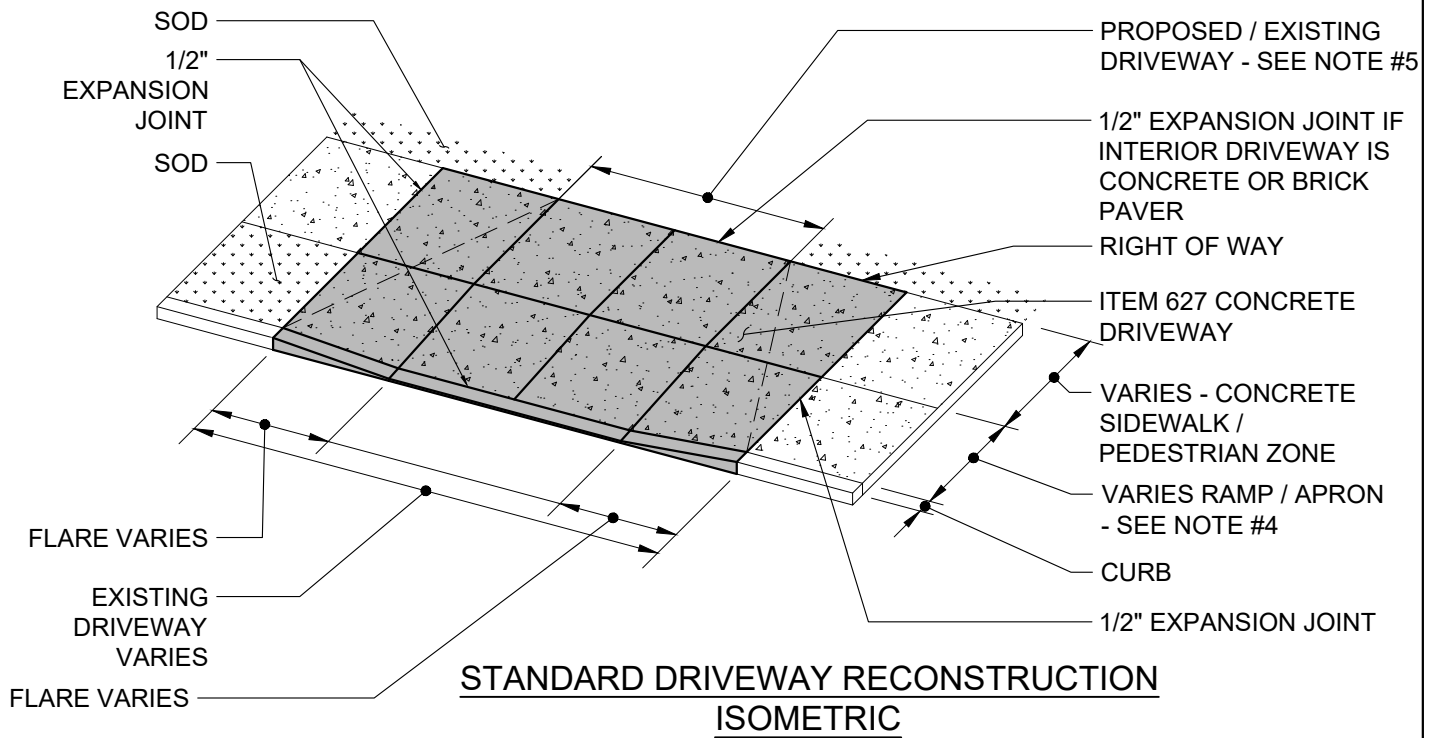 SOD
1/2"
EXPANSION
JOINT
SOD
PROPOSED / EXISTING
DRIVEWAY - SEE NOTE #5
1/2" EXPANSION JOINT IF
INTERIOR DRIVEWAY IS
CONCRETE OR BRICK
PAVER
RIGHT OF WAY
ITEM 627 CONCRETE
DRIVEWAY
VARIES - CONCRETE
SIDEWALK /
PEDESTRIAN ZONE
VARIES RAMP / APRON
- SEE NOTE #4
CURB
1/2" EXPANSION JOINT
FLARE VARIES
EXISTING
DRIVEWAY
VARIES
FLARE VARIES
STANDARD DRIVEWAY RECONSTRUCTION
ISOMETRIC